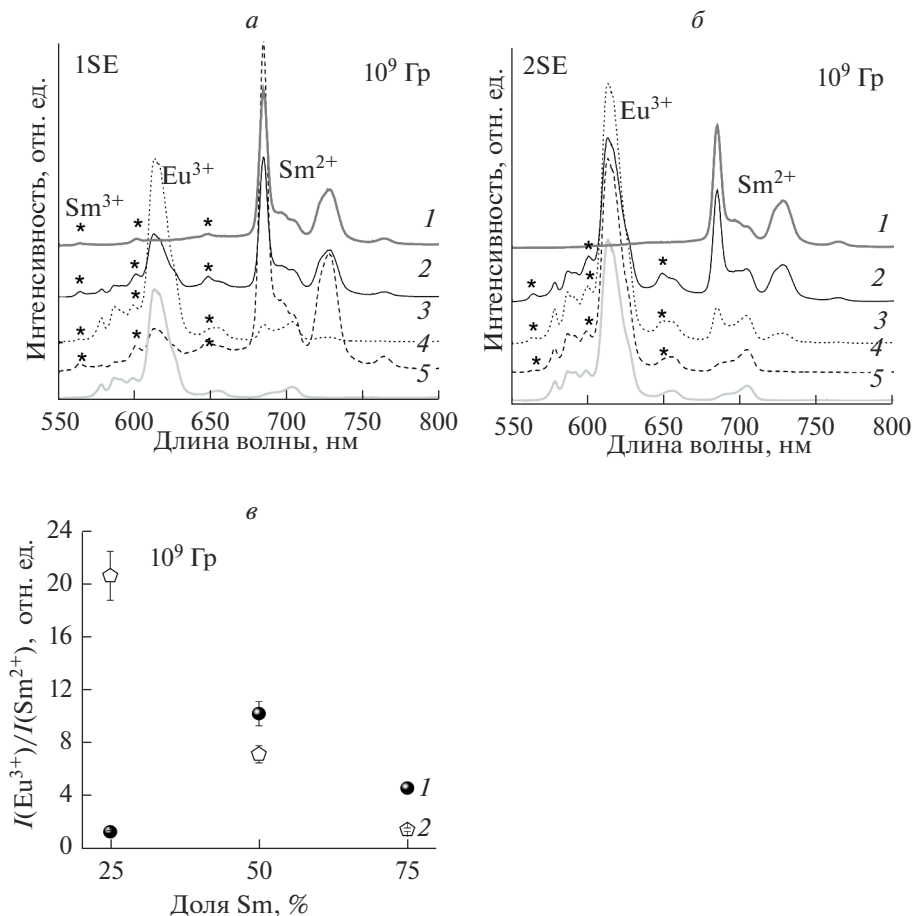 а
1SE
10⁹ Гр
Sm³⁺
Eu³⁺
Sm²⁺
* * *
1
* * *
2
3
* * *
4
* * *
5
550 600 650 700 750 800
Длина волны, нм
Интенсивность, отн. ед.
б
2SE
10⁹ Гр
Eu³⁺
Sm²⁺
1
* * *
2
* * *
3
4
* * *
5
550 600 650 700 750 800
Длина волны, нм
Интенсивность, отн. ед.
в
10⁹ Гр
24
20
16
12
8
4
0
1
2
25 50 75
Доля Sm, %
I(Eu³⁺)/I(Sm²⁺), отн. ед.